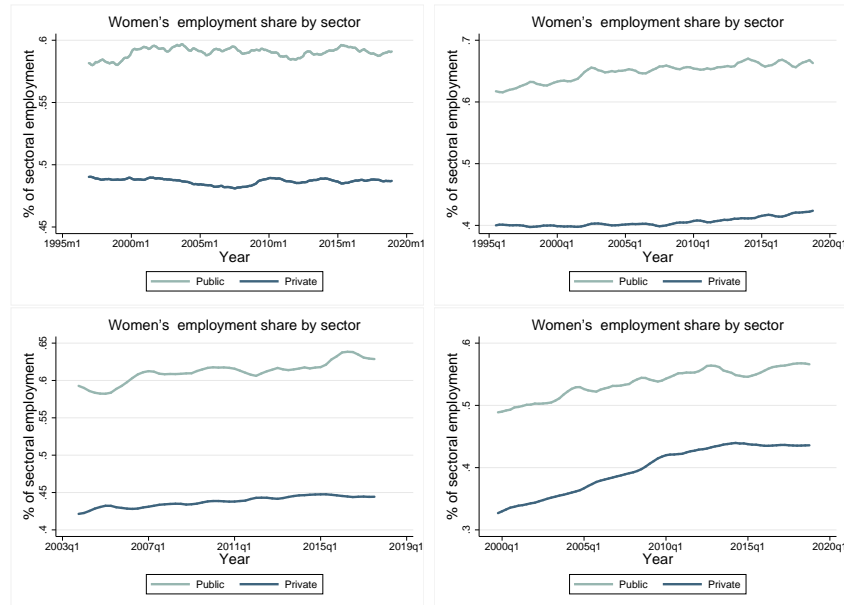 Women's  employment share by sector
% of sectoral employment
.6
.55
.5
.45
1995m1 2000m1 2005m1 2010m1 2015m1 2020m1
Year
Public Private
Women's  employment share by sector
% of sectoral employment
.7
.6
.5
.4
1995q1 2000q1 2005q1 2010q1 2015q1 2020q1
Year
Public Private
Women's  employment share by sector
% of sectoral employment
.65
.6
.55
.5
.45
.4
2003q1 2007q1 2011q1 2015q1 2019q1
Year
Public Private
Women's  employment share by sector
% of sectoral employment
.6
.5
.4
.3
2000q1 2005q1 2010q1 2015q1 2020q1
Year
Public Private